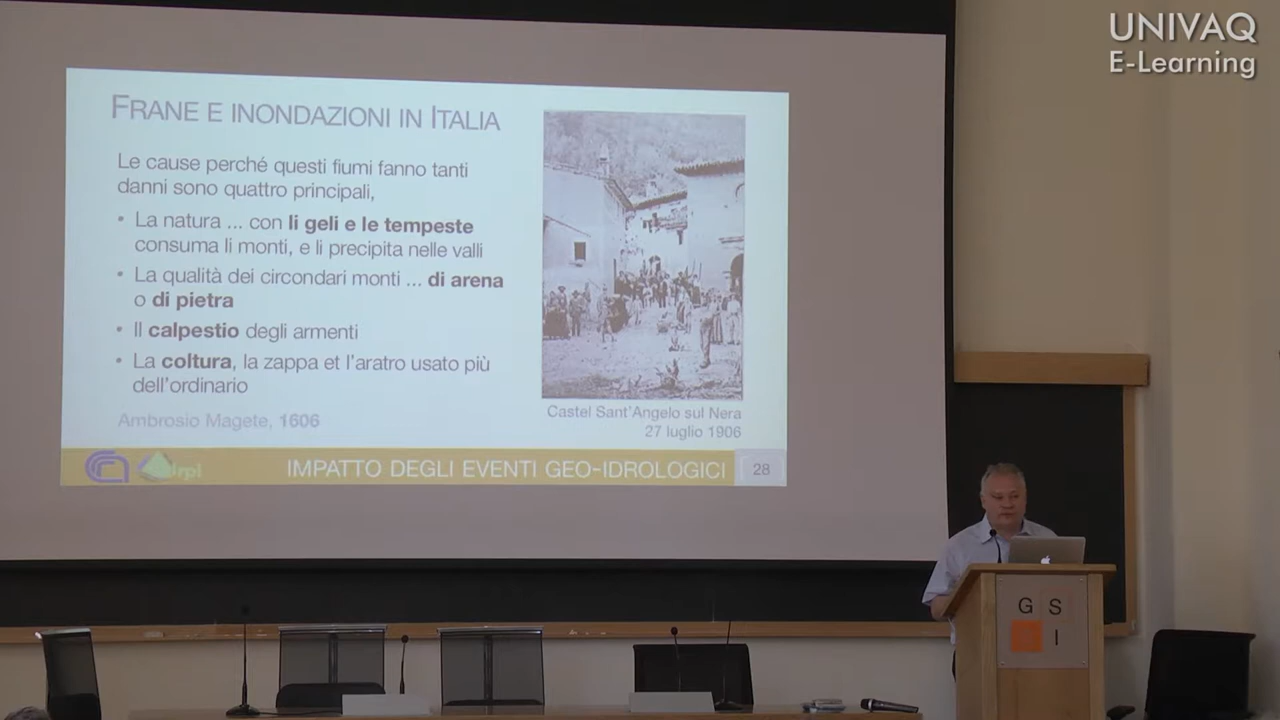 UNIVAQ
E-Learning
FRANE E INONDAZIONI IN ITALIA
Le cause perché questi fiumi fanno tanti
danni sono quattro principali,
• La natura ... con li geli e le tempeste
consuma li monti, e li precipita nelle valli
• La qualità dei circondari monti ... di arena
o di pietra
• Il calpestio degli armenti
• La coltura, la zappa et l'aratro usato più
dell'ordinario
Ambrosio Magete, 1606
Castel Sant'Angelo sul Nera
27 luglio 1906
irpi
IMPATTO DEGLI EVENTI GEO-IDROLOGICI
28
G S
I